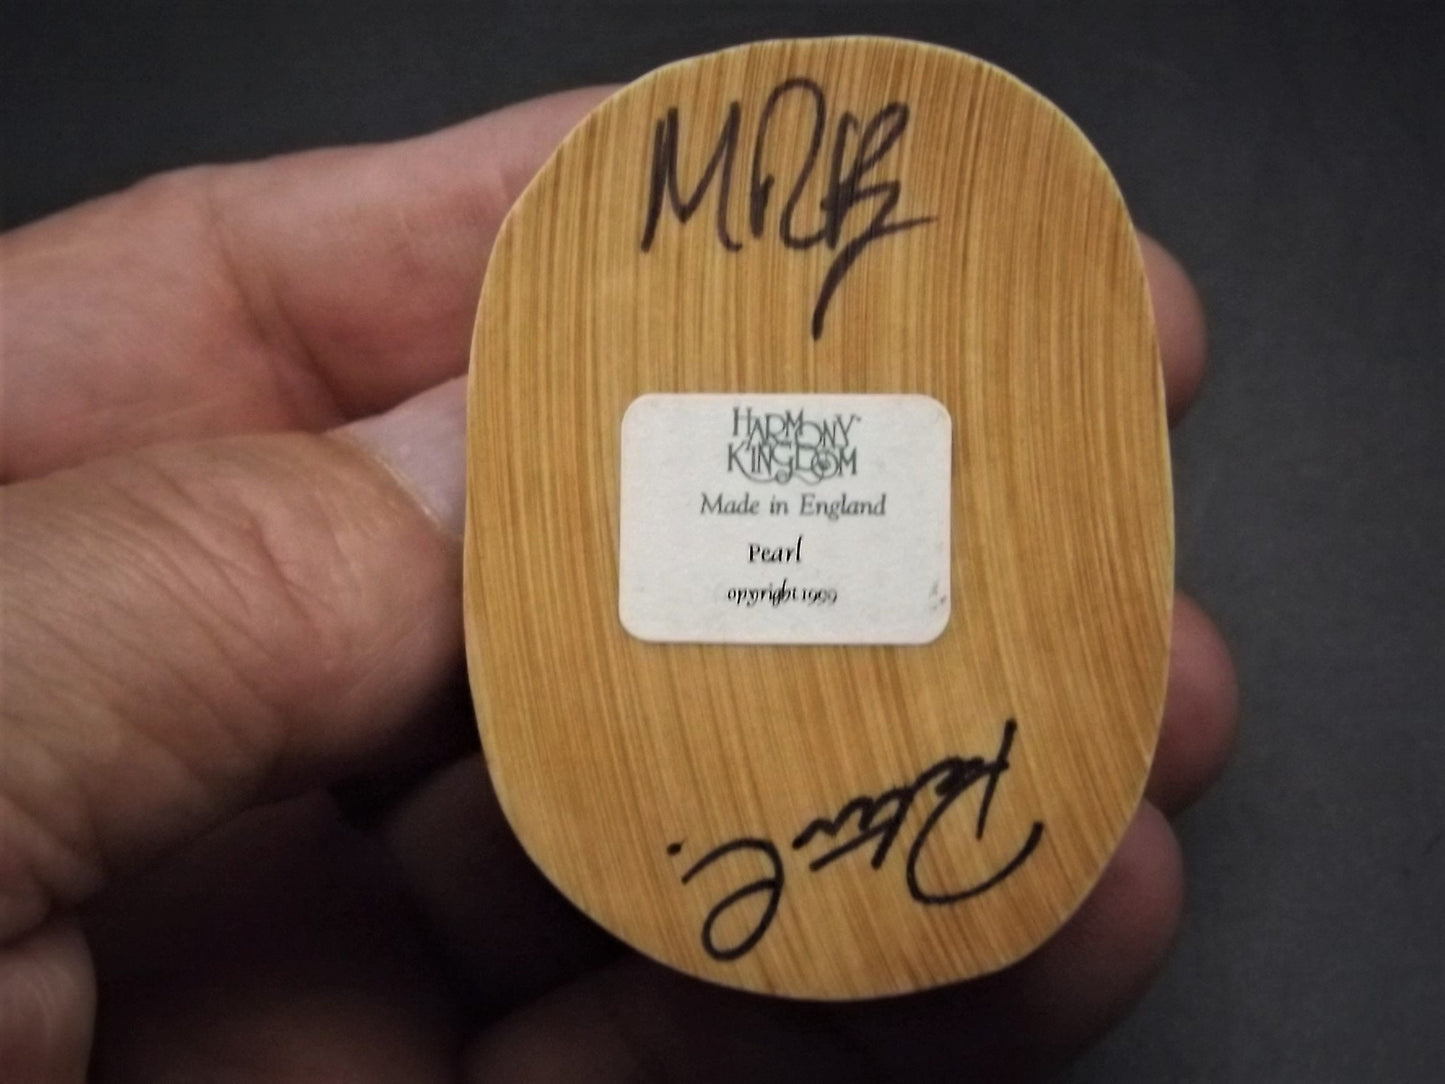 HARMONY
KINGDOM
Made in England
Pearl
opyright 1999